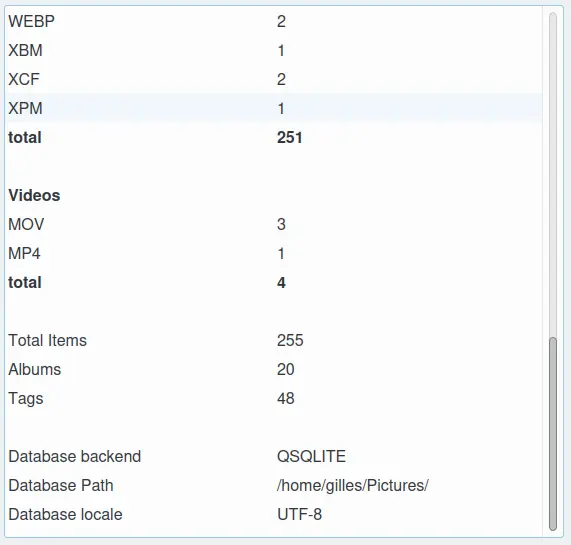 WEBP 2
XBM 1
XCF 2
XPM 1
total 251
Videos
MOV 3
MP4 1
total 4
Total Items 255
Albums 20
Tags 48
Database backend QSQLITE
Database Path /home/gilles/Pictures/
Database locale UTF-8